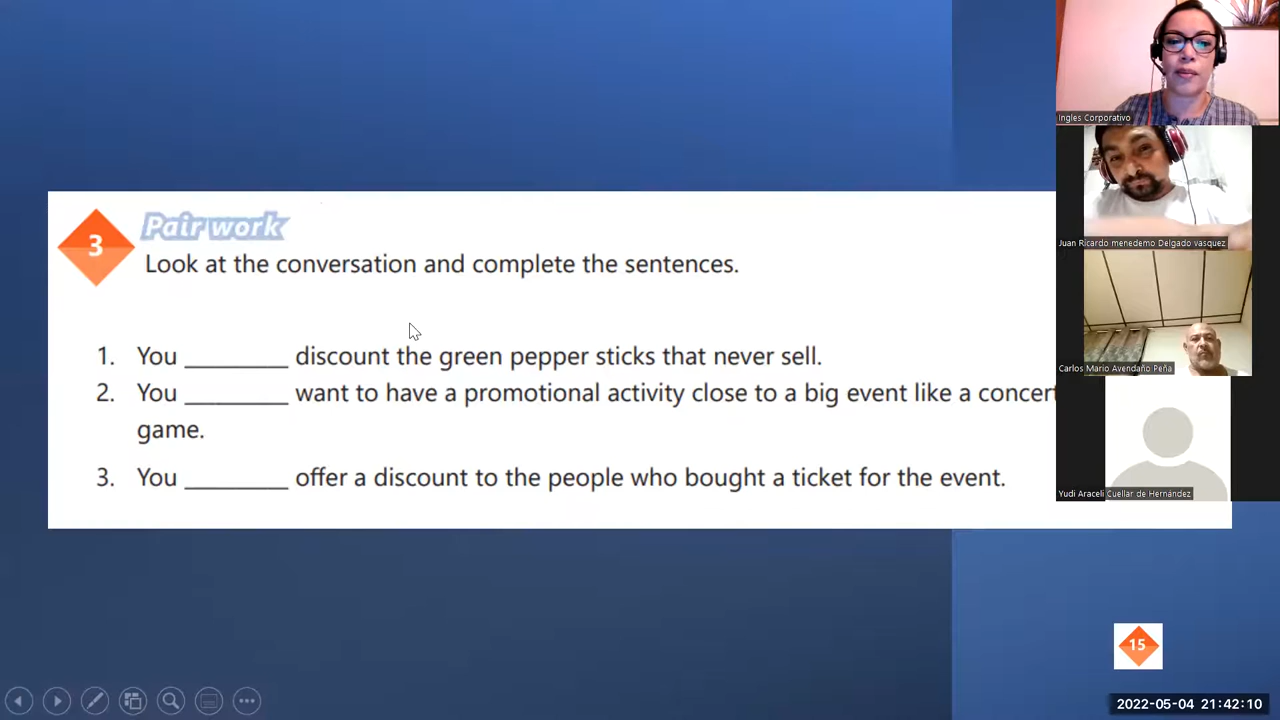 Ingles Corporativo
Juan Ricardo menedemo Delgado vasquez
Carlos Mario Avendaño Peña
Yudi Araceli Cuellar de Hernández
3
Pair work
Look at the conversation and complete the sentences.
1. You ________ discount the green pepper sticks that never sell.
2. You ________ want to have a promotional activity close to a big event like a concert
game.
3. You ________ offer a discount to the people who bought a ticket for the event.
15
2022-05-04 21:42:10